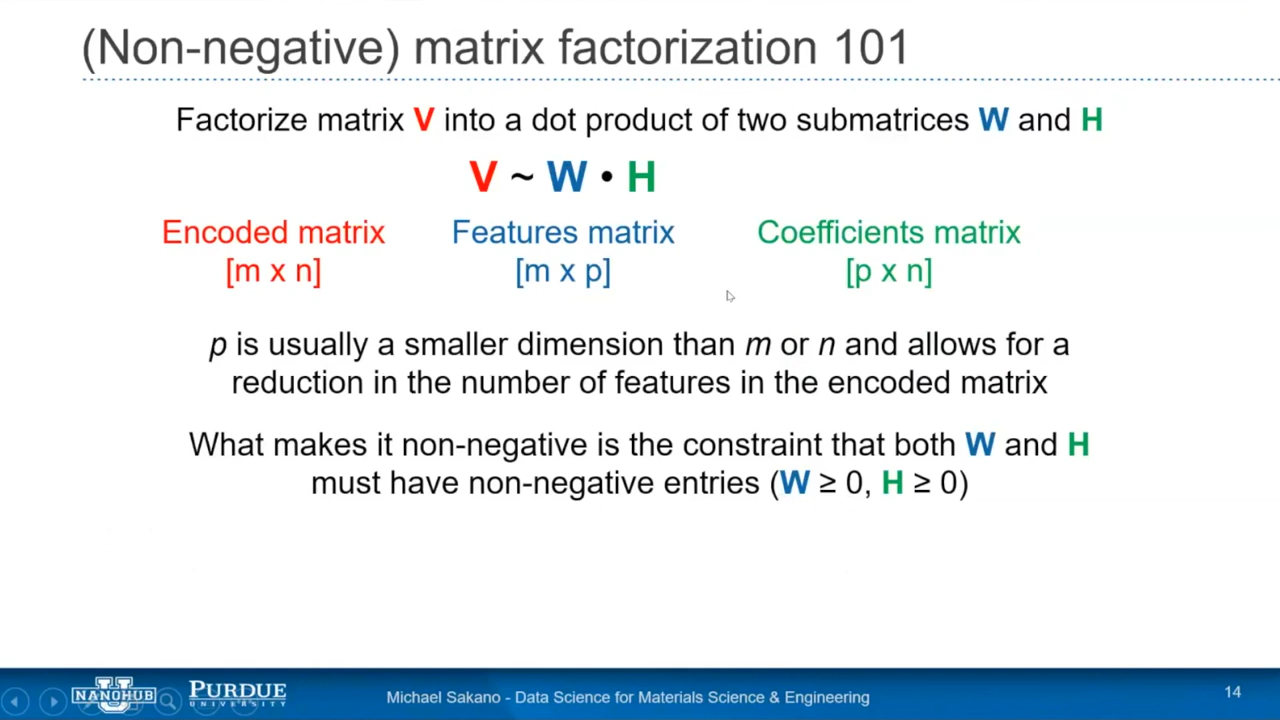 (Non-negative) matrix factorization 101
Factorize matrix V into a dot product of two submatrices W and H
V ~ W • H
Encoded matrix
[m x n]
Features matrix
[m x p]
Coefficients matrix
[p x n]
p is usually a smaller dimension than m or n and allows for a
reduction in the number of features in the encoded matrix
What makes it non-negative is the constraint that both W and H
must have non-negative entries (W ≥ 0, H ≥ 0)
NANOHUB
PURDUE
UNIVERSITY
Michael Sakano - Data Science for Materials Science & Engineering
14